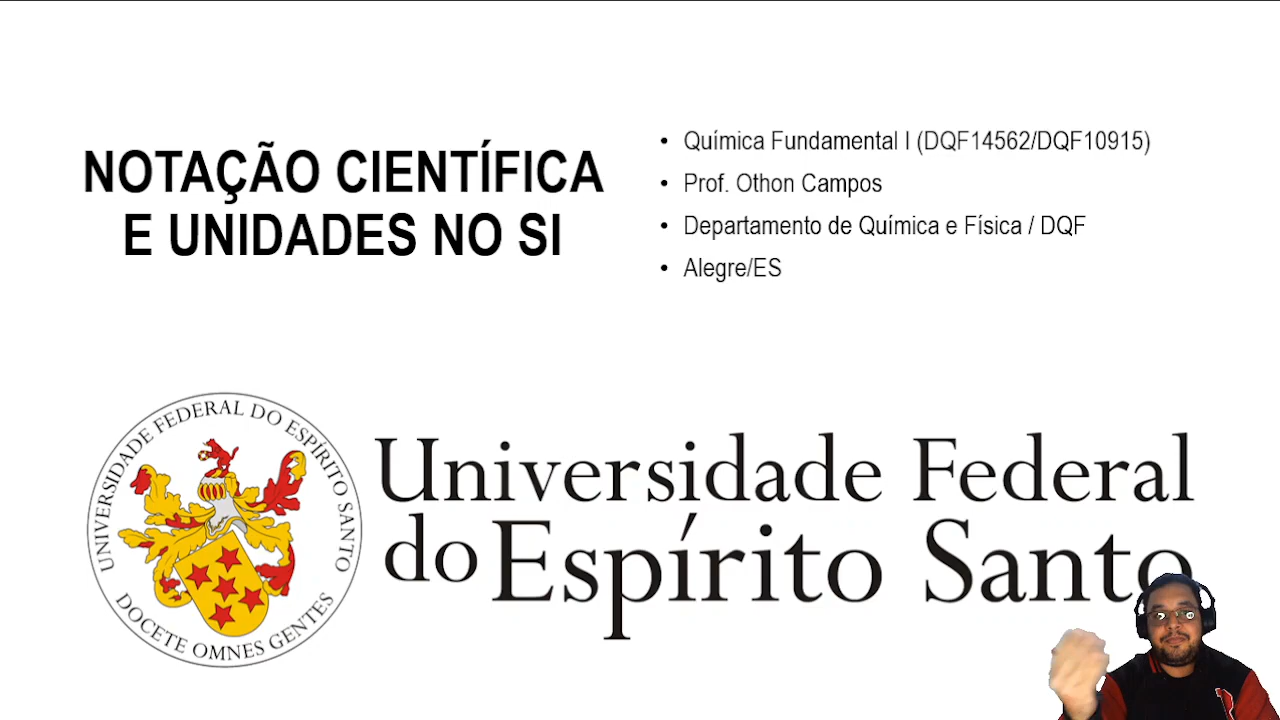 NOTAÇÃO CIENTÍFICA
E UNIDADES NO SI
• Química Fundamental I (DQF14562/DQF10915)
• Prof. Othon Campos
• Departamento de Química e Física / DQF
• Alegre/ES
UNIVERSIDADE FEDERAL DO ESPÍRITO SANTO
DOCETE OMNES GENTES
Universidade Federal
do Espírito Santo